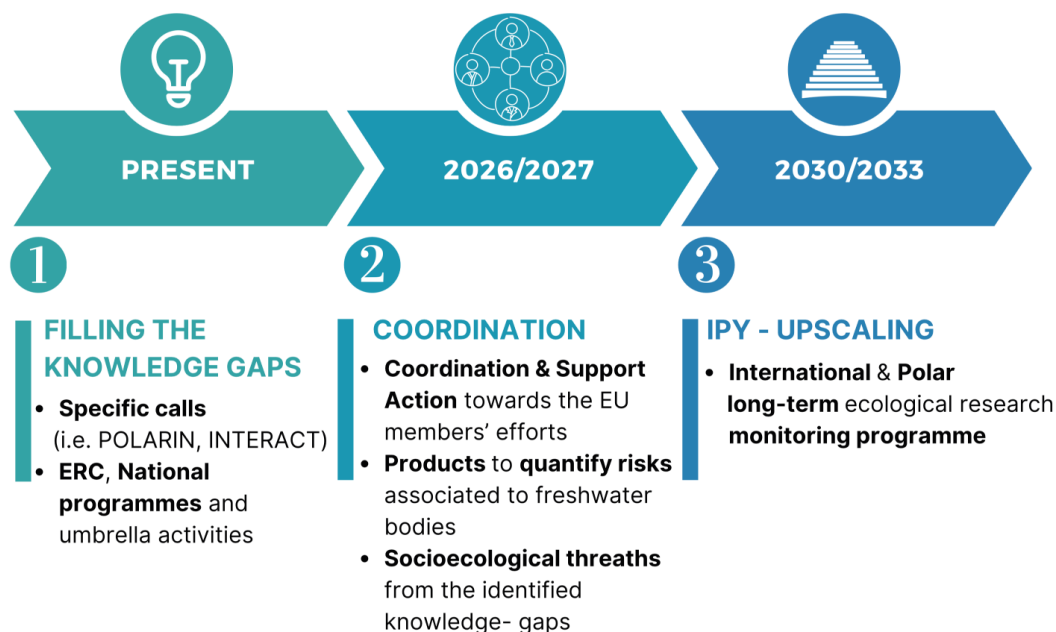 PRESENT
2026/2027
2030/2033
1
FILLING THE
KNOWLEDGE GAPS
• Specific calls
(i.e. POLARIN, INTERACT)
• ERC, National
programmes and
umbrella activities
2
COORDINATION
• Coordination & Support
Action towards the EU
members’ efforts
• Products to quantify risks
associated to freshwater
bodies
• Socioecological threaths
from the identified
knowledge- gaps
3
IPY - UPSCALING
• International & Polar
long-term ecological research
monitoring programme